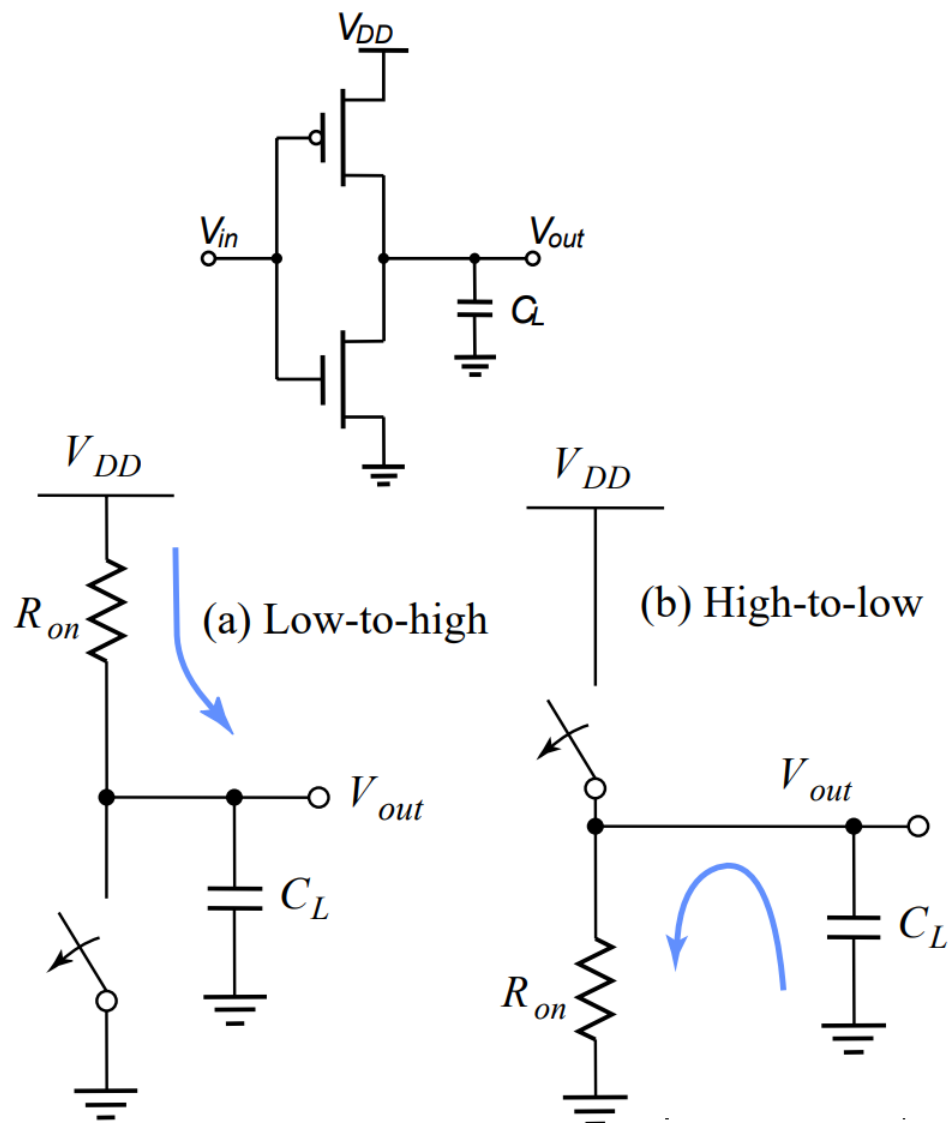 VDD
Vin
Vout
CL
VDD
Ron
(a) Low-to-high
Vout
CL
VDD
(b) High-to-low
Vout
CL
Ron